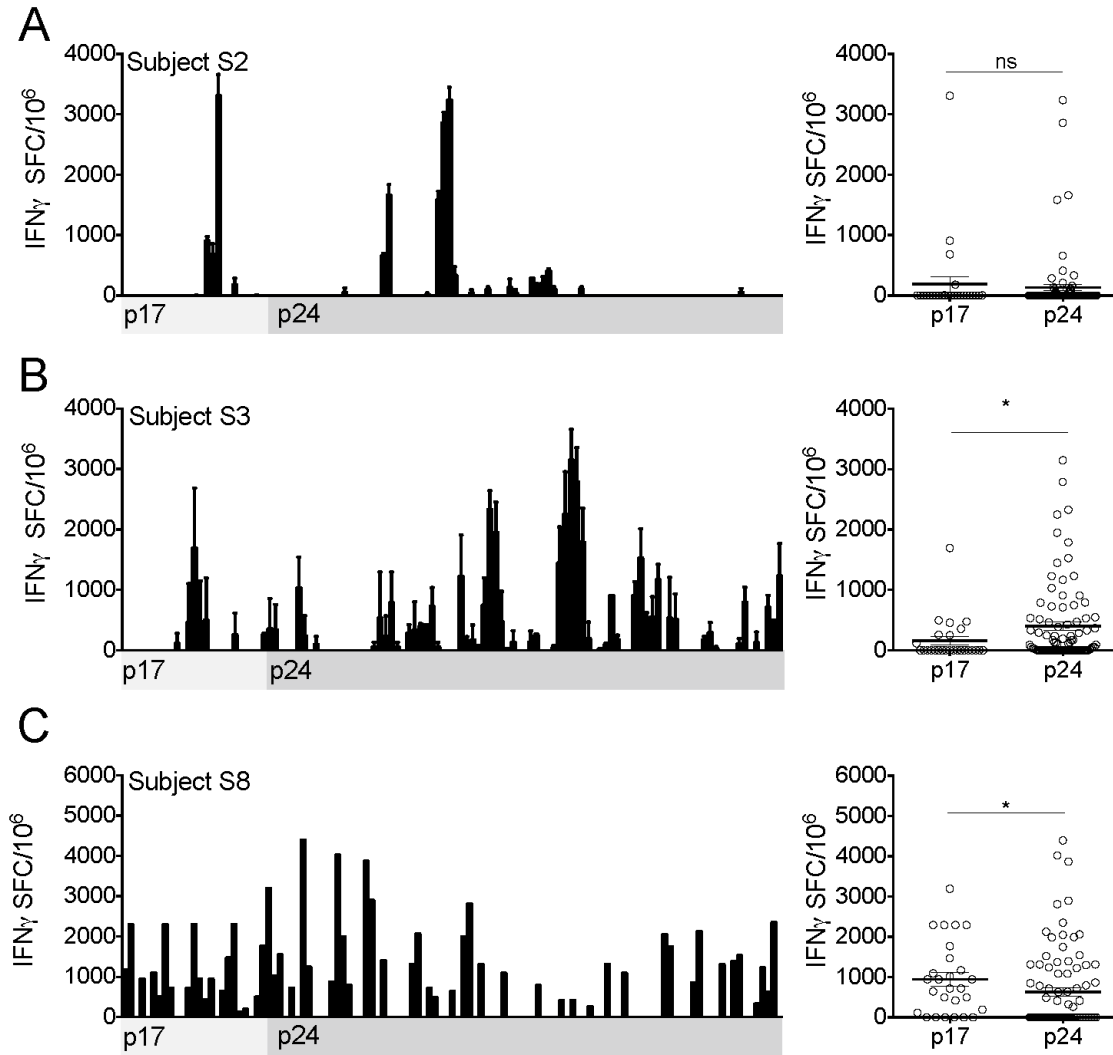 A
Subject S2
IFNγ SFC/10⁶
4000
3000
2000
1000
0
p17
p24
ns
IFNγ SFC/10⁶
4000
3000
2000
1000
0
p17
p24
B
Subject S3
IFNγ SFC/10⁶
4000
3000
2000
1000
0
p17
p24
*
IFNγ SFC/10⁶
4000
3000
2000
1000
0
p17
p24
C
Subject S8
IFNγ SFC/10⁶
6000
5000
4000
3000
2000
1000
0
p17
p24
*
IFNγ SFC/10⁶
6000
5000
4000
3000
2000
1000
0
p17
p24